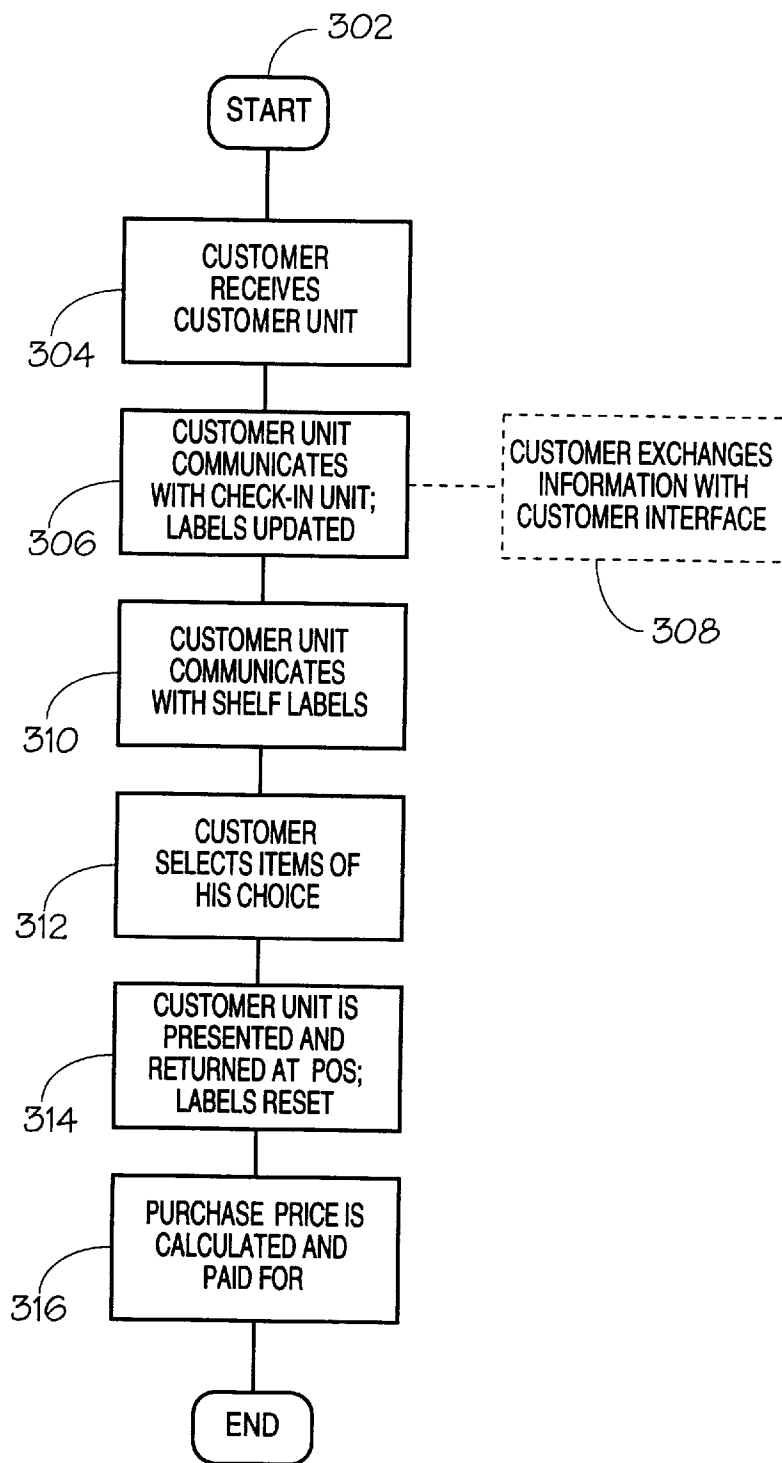 302
START
CUSTOMER
RECEIVES
CUSTOMER UNIT
304
CUSTOMER UNIT
COMMUNICATES
WITH CHECK-IN UNIT;
LABELS UPDATED
306
CUSTOMER EXCHANGES
INFORMATION WITH
CUSTOMER INTERFACE
308
CUSTOMER UNIT
COMMUNICATES
WITH SHELF LABELS
310
CUSTOMER
SELECTS ITEMS OF
HIS CHOICE
312
CUSTOMER UNIT IS
PRESENTED AND
RETURNED AT POS;
LABELS RESET
314
PURCHASE PRICE IS
CALCULATED AND
PAID FOR
316
END